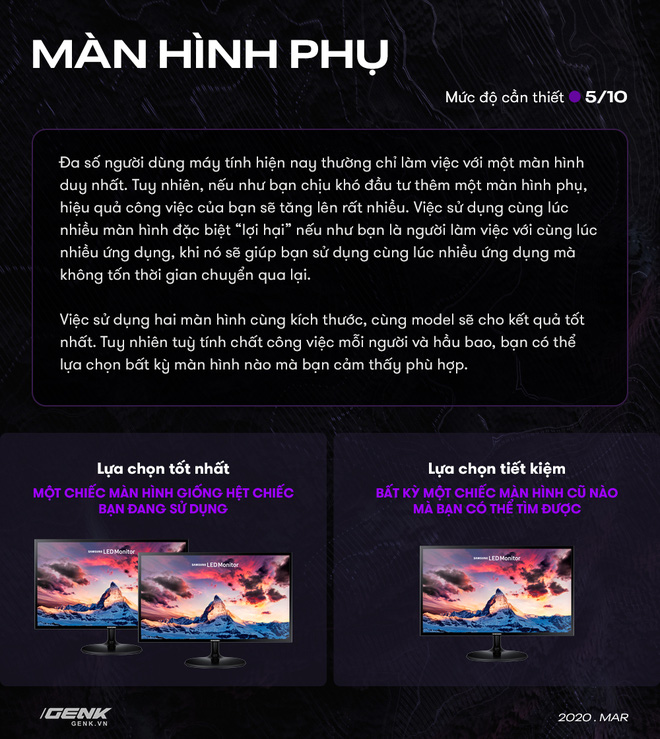 MÀN HÌNH PHỤ
Mức độ cần thiết 5/10
Đa số người dùng máy tính hiện nay thường chỉ làm việc với một màn hình
duy nhất. Tuy nhiên, nếu như bạn chịu khó đầu tư thêm một màn hình phụ,
hiệu quả công việc của bạn sẽ tăng lên rất nhiều. Việc sử dụng cùng lúc
nhiều màn hình đặc biệt “lợi hại” nếu như bạn là người làm việc với cùng lúc
nhiều ứng dụng, khi nó sẽ giúp bạn sử dụng cùng lúc nhiều ứng dụng mà
không tốn thời gian chuyển qua lại.
Việc sử dụng hai màn hình cùng kích thước, cùng model sẽ cho kết quả tốt
nhất. Tuy nhiên tuỳ tính chất công việc mỗi người và hầu bao, bạn có thể
lựa chọn bất kỳ màn hình nào mà bạn cảm thấy phù hợp.
Lựa chọn tốt nhất
MỘT CHIẾC MÀN HÌNH GIỐNG HỆT CHIẾC
BẠN ĐANG SỬ DỤNG
SAMSUNG LED Monitor
SAMSUNG LED Monitor
Lựa chọn tiết kiệm
BẤT KỲ MỘT CHIẾC MÀN HÌNH CŨ NÀO
MÀ BẠN CÓ THỂ TÌM ĐƯỢC
SAMSUNG LED Monitor
/GENK
GENK.VN
2020 . MAR